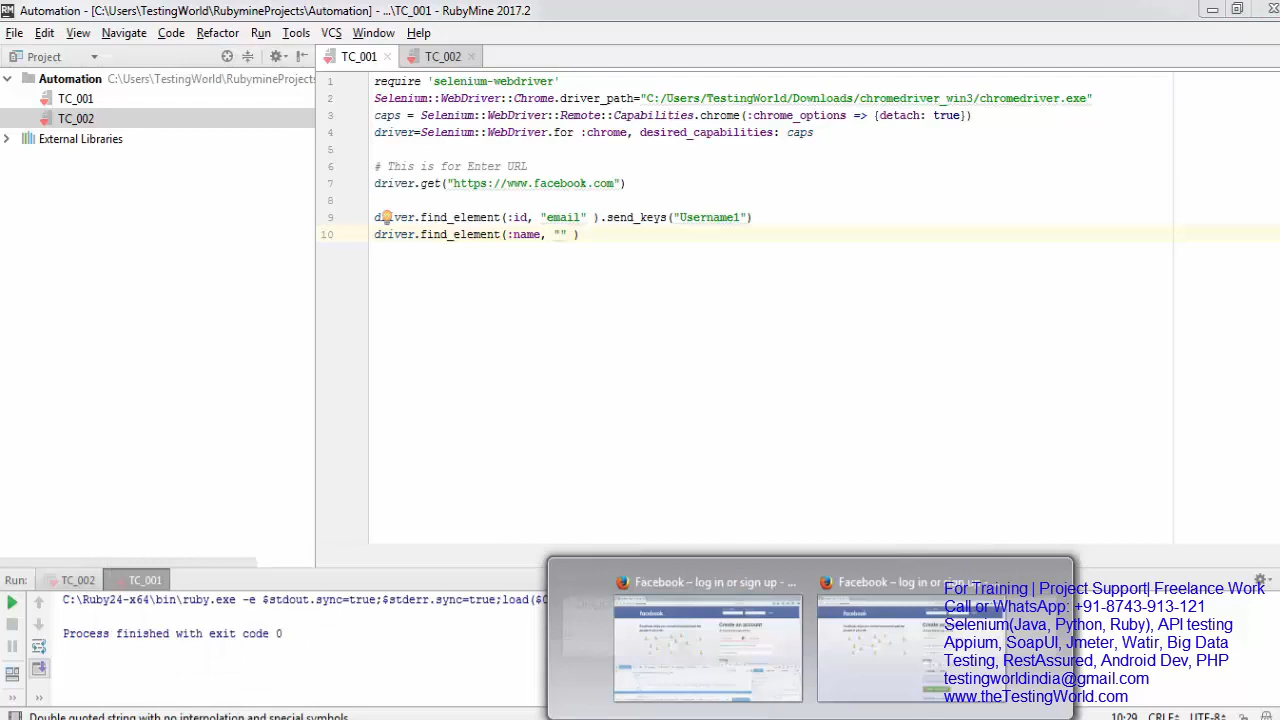 Automation - [C:\Users\TestingWorld\RubymineProjects\Automation] - ...\TC_001 - RubyMine 2017.2
File Edit View Navigate Code Refactor Run Tools VCS Window Help
Project
TC_001
TC_002
Automation C:\Users\TestingWorld\RubymineProjects
TC_001
TC_002
External Libraries
1 require 'selenium-webdriver'
2 Selenium::WebDriver::Chrome.driver_path="C:/Users/TestingWorld/Downloads/chromedriver_win3/chromedriver.exe"
3 caps = Selenium::WebDriver::Remote::Capabilities.chrome(:chrome_options => {detach: true})
4 driver=Selenium::WebDriver.for :chrome, desired_capabilities: caps
5
6 # This is for Enter URL
7 driver.get("https://www.facebook.com")
8
9 driver.find_element(:id, "email" ).send_keys("Username1")
10 driver.find_element(:name, "" )
Run: TC_002 TC_001
C:\Ruby24-x64\bin\ruby.exe -e $stdout.sync=true;$stderr.sync=true;load($0
Process finished with exit code 0
Facebook – log in or sign up - ...
Facebook – log in or sign up - ...
facebook
Create an account
facebook
For Training | Project Support| Freelance Work
Call or WhatsApp: +91-8743-913-121
Selenium(Java, Python, Ruby), API testing
Appium, SoapUI, Jmeter, Watir, Big Data
Testing, RestAssured, Android Dev, PHP
testingworldindia@gmail.com
www.theTestingWorld.com
Double quoted string with no interpolation and special symbols
10:29 CRLF÷ UTF-8÷